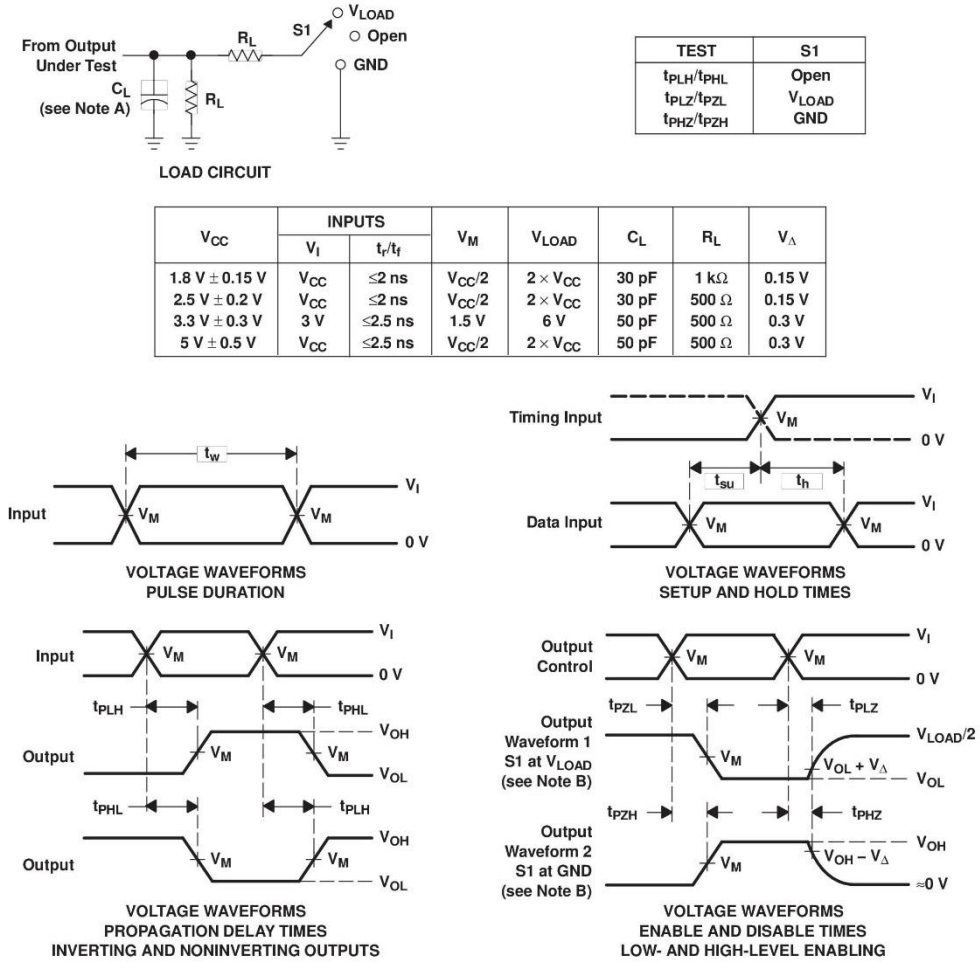 From Output
Under Test
C_L
(see Note A)
R_L
R_L
S1
V_LOAD
Open
GND
LOAD CIRCUIT
TEST S1
t_PLH/t_PHL Open
t_PLZ/t_PZL V_LOAD
t_PHZ/t_PZH GND
V_CC INPUTS V_M V_LOAD C_L R_L V_Δ
V_I t_r/t_f
1.8 V ± 0.15 V V_CC ≤2 ns V_CC/2 2 × V_CC 30 pF 1 kΩ 0.15 V
2.5 V ± 0.2 V V_CC ≤2 ns V_CC/2 2 × V_CC 30 pF 500 Ω 0.15 V
3.3 V ± 0.3 V 3 V ≤2.5 ns 1.5 V 6 V 50 pF 500 Ω 0.3 V
5 V ± 0.5 V V_CC ≤2.5 ns V_CC/2 2 × V_CC 50 pF 500 Ω 0.3 V
t_w
Input
V_M
V_M
V_I
0 V
VOLTAGE WAVEFORMS
PULSE DURATION
Timing Input
V_M
V_I
0 V
t_su
t_h
Data Input
V_M
V_M
V_I
0 V
VOLTAGE WAVEFORMS
SETUP AND HOLD TIMES
Input
V_M
V_M
V_I
0 V
t_PLH
t_PHL
Output
V_M
V_M
V_OH
V_OL
t_PHL
t_PLH
Output
V_M
V_M
V_OH
V_OL
VOLTAGE WAVEFORMS
PROPAGATION DELAY TIMES
INVERTING AND NONINVERTING OUTPUTS
Output
Control
V_M
V_M
V_I
0 V
t_PZL
t_PLZ
Output
Waveform 1
S1 at V_LOAD
(see Note B)
V_M
V_OL + V_Δ
V_LOAD/2
V_OL
t_PZH
t_PHZ
Output
Waveform 2
S1 at GND
(see Note B)
V_M
V_OH − V_Δ
V_OH
≈0 V
VOLTAGE WAVEFORMS
ENABLE AND DISABLE TIMES
LOW- AND HIGH-LEVEL ENABLING